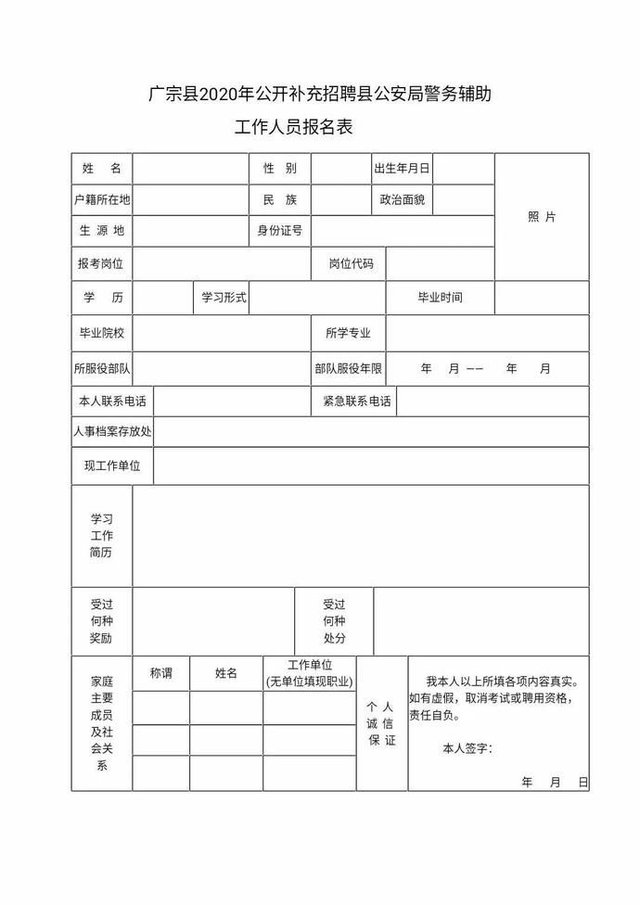 广宗县2020年公开补充招聘县公安局警务辅助
工作人员报名表
姓 名 性 别 出生年月日
户籍所在地 民 族 政治面貌
照 片
生 源 地 身份证号
报考岗位 岗位代码
学 历 学习形式 毕业时间
毕业院校 所学专业
所服役部队 部队服役年限 年 月 —— 年 月
本人联系电话 紧急联系电话
人事档案存放处
现工作单位
学习
工作
简历
受过
何种
奖励
受过
何种
处分
家庭
主要
成员
及社
会关
系
称谓 姓名 工作单位
(无单位填现职业)
个 人
诚 信
保 证
我本人以上所填各项内容真实。
如有虚假，取消考试或聘用资格，
责任自负。
本人签字：
年 月 日